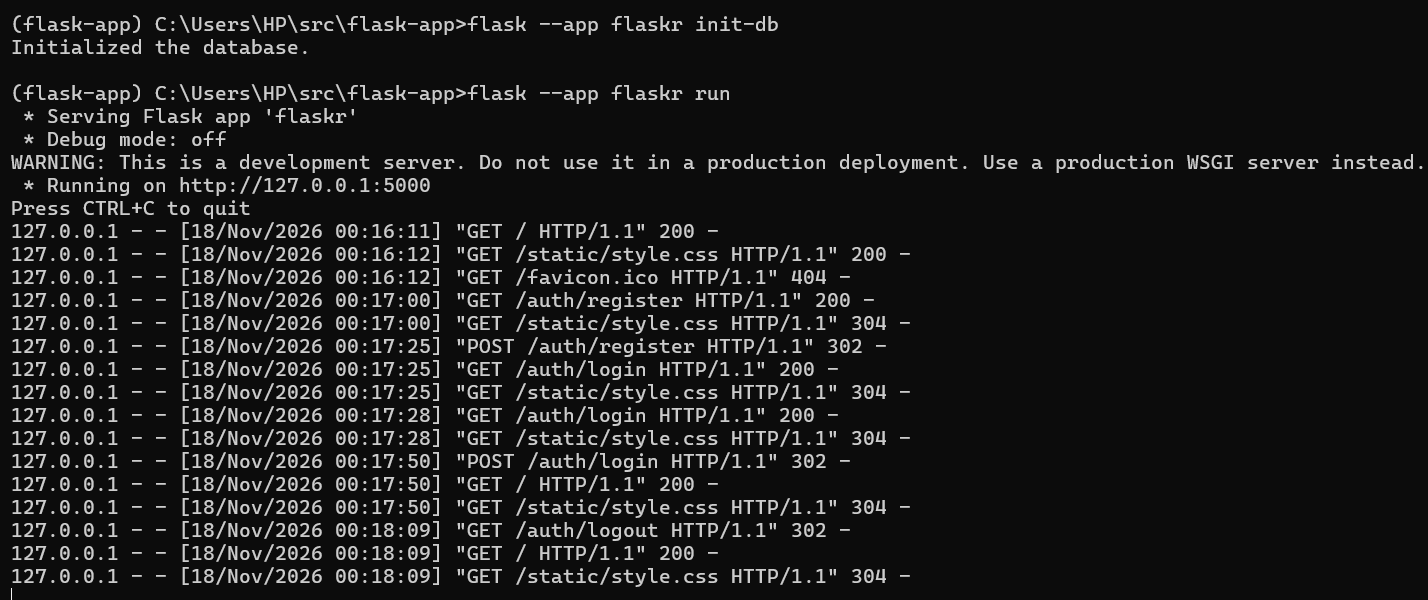 (flask-app) C:\Users\HP\src\flask-app>flask --app flaskr init-db
Initialized the database.
(flask-app) C:\Users\HP\src\flask-app>flask --app flaskr run
 * Serving Flask app 'flaskr'
 * Debug mode: off
WARNING: This is a development server. Do not use it in a production deployment. Use a production WSGI server instead.
 * Running on http://127.0.0.1:5000
Press CTRL+C to quit
127.0.0.1 - - [18/Nov/2026 00:16:11] "GET / HTTP/1.1" 200 -
127.0.0.1 - - [18/Nov/2026 00:16:12] "GET /static/style.css HTTP/1.1" 200 -
127.0.0.1 - - [18/Nov/2026 00:16:12] "GET /favicon.ico HTTP/1.1" 404 -
127.0.0.1 - - [18/Nov/2026 00:17:00] "GET /auth/register HTTP/1.1" 200 -
127.0.0.1 - - [18/Nov/2026 00:17:00] "GET /static/style.css HTTP/1.1" 304 -
127.0.0.1 - - [18/Nov/2026 00:17:25] "POST /auth/register HTTP/1.1" 302 -
127.0.0.1 - - [18/Nov/2026 00:17:25] "GET /auth/login HTTP/1.1" 200 -
127.0.0.1 - - [18/Nov/2026 00:17:25] "GET /static/style.css HTTP/1.1" 304 -
127.0.0.1 - - [18/Nov/2026 00:17:28] "GET /auth/login HTTP/1.1" 200 -
127.0.0.1 - - [18/Nov/2026 00:17:28] "GET /static/style.css HTTP/1.1" 304 -
127.0.0.1 - - [18/Nov/2026 00:17:50] "POST /auth/login HTTP/1.1" 302 -
127.0.0.1 - - [18/Nov/2026 00:17:50] "GET / HTTP/1.1" 200 -
127.0.0.1 - - [18/Nov/2026 00:17:50] "GET /static/style.css HTTP/1.1" 304 -
127.0.0.1 - - [18/Nov/2026 00:18:09] "GET /auth/logout HTTP/1.1" 302 -
127.0.0.1 - - [18/Nov/2026 00:18:09] "GET / HTTP/1.1" 200 -
127.0.0.1 - - [18/Nov/2026 00:18:09] "GET /static/style.css HTTP/1.1" 304 -